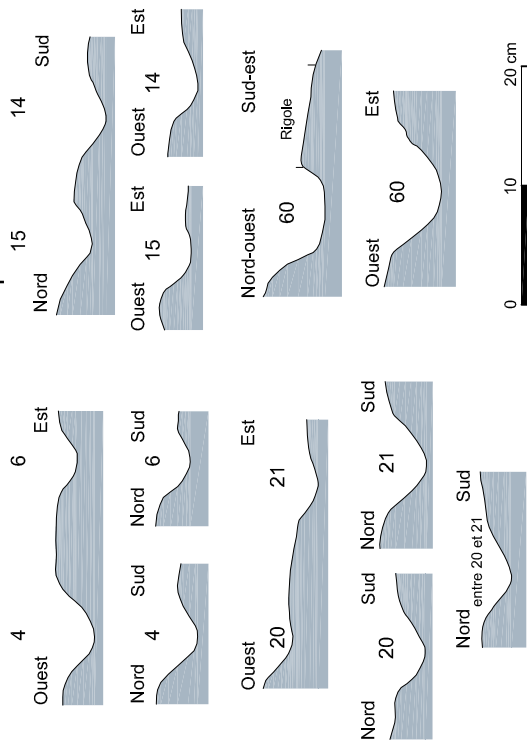 4 6
Ouest Est
Nord 4 Sud
Nord 6 Sud
Ouest 20 21 Est
Nord 20 Sud
Nord 21 Sud
Nord entre 20 et 21 Sud
15 14
Nord Sud
Ouest 15 Est
Ouest 14 Est
Nord-ouest 60 Rigole Sud-est
Ouest 60 Est
0 10 20 cm